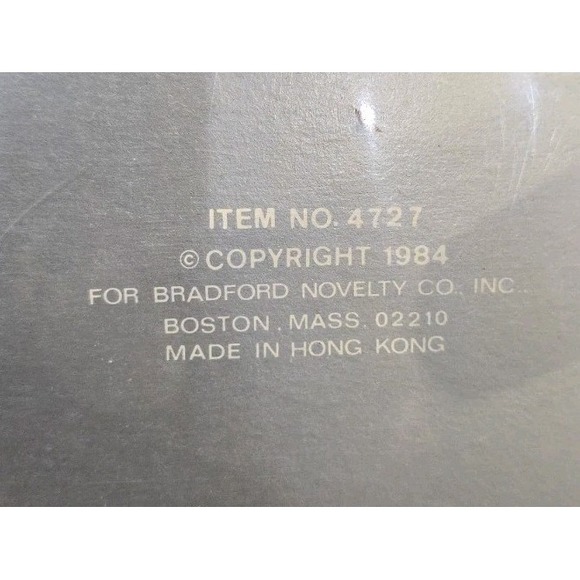 ITEM NO. 4727
© COPYRIGHT 1984
FOR BRADFORD NOVELTY CO., INC.
BOSTON, MASS. 02210
MADE IN HONG KONG